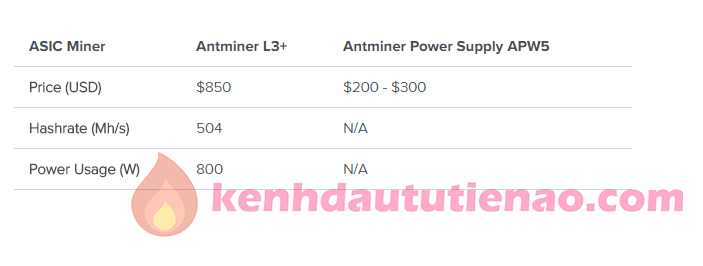 ASIC Miner Antminer L3+ Antminer Power Supply APW5
Price (USD) $850 $200 - $300
Hashrate (Mh/s) 504 N/A
Power Usage (W) 800 N/A
kenhdaututienao.com